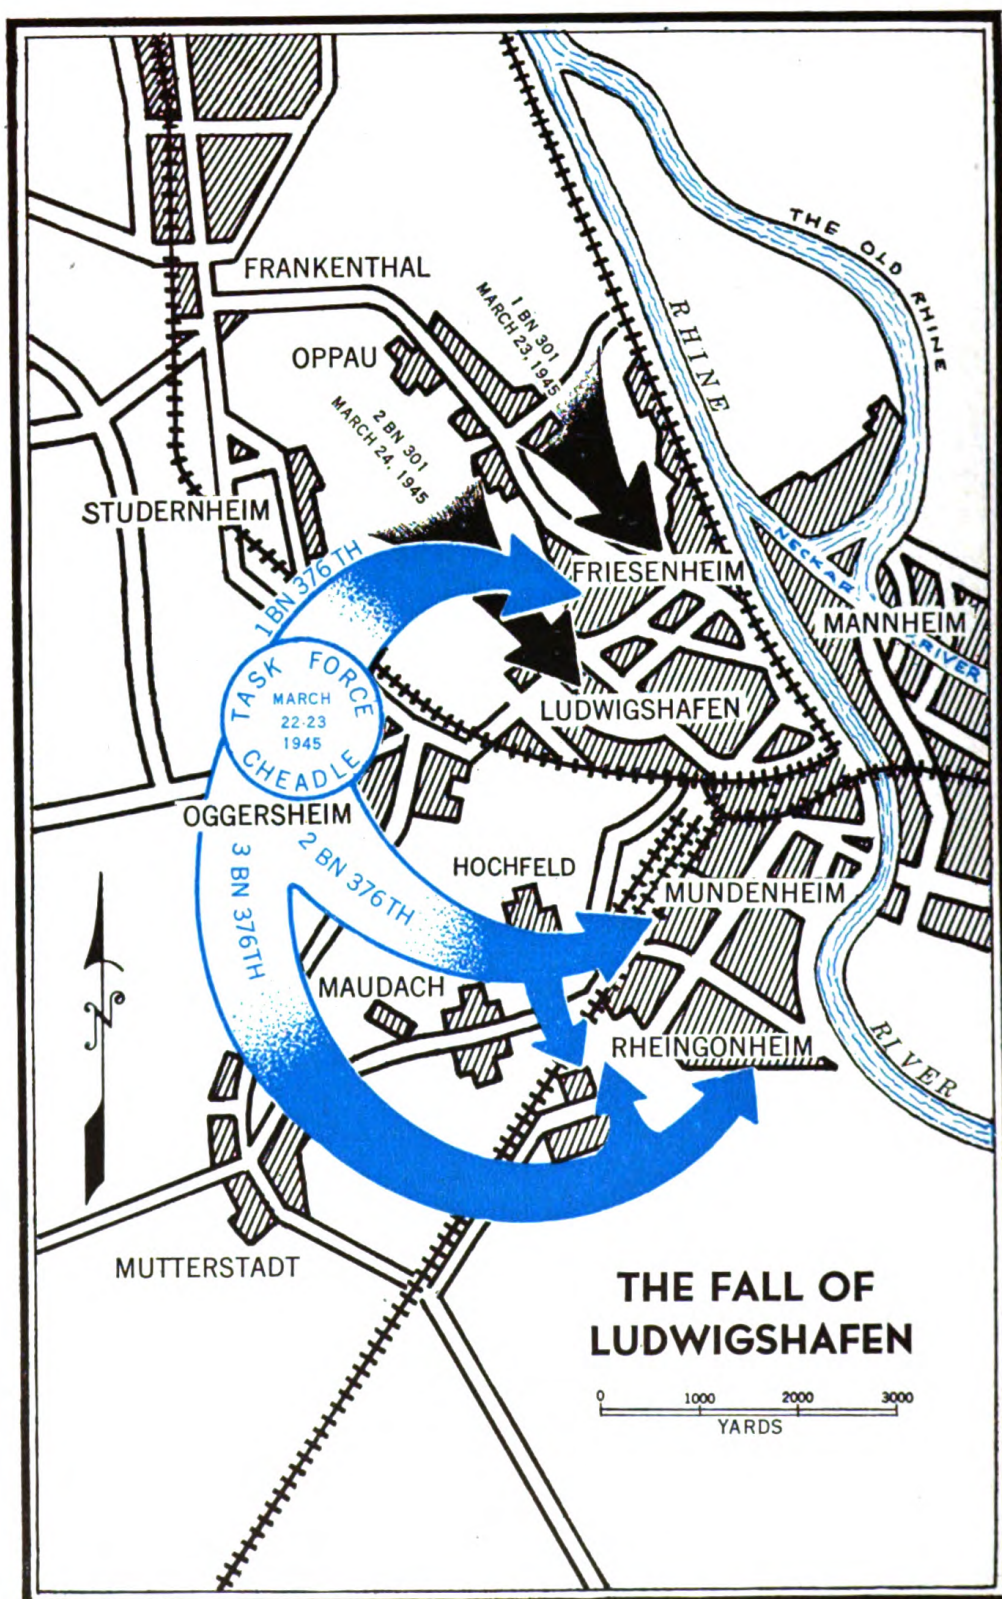 THE OLD RHINE
FRANKENTHAL
1 BN 301
MARCH 23, 1945
RHINE
OPPAU
2 BN 301
MARCH 24, 1945
STUDERNHEIM
NECKAR
RIVER
1 BN 376 TH
FRIESENHEIM
MANNHEIM
TASK FORCE
MARCH
22-23
1945
CHEADLE
LUDWIGSHAFEN
OGGERSHEIM
3 BN 376TH
2 BN 376TH
HOCHFELD
MUNDENHEIM
MAUDACH
N
RHEINGONHEIM
RIVER
MUTTERSTADT
THE FALL OF
LUDWIGSHAFEN
0 1000 2000 3000
YARDS